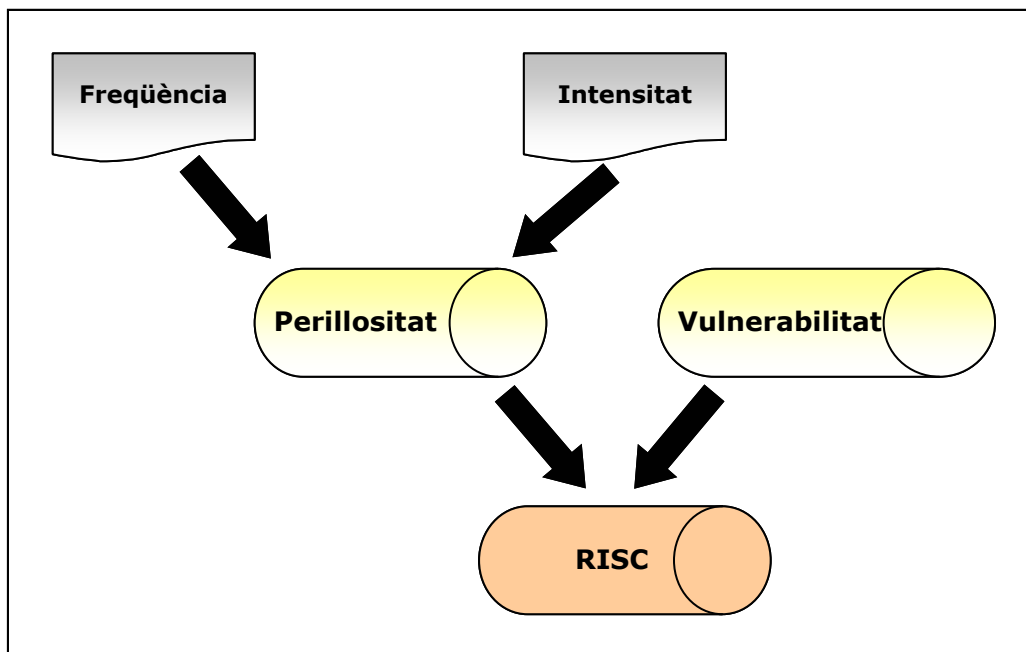 Freqüència
Intensitat
Perillositat
Vulnerabilitat
RISC